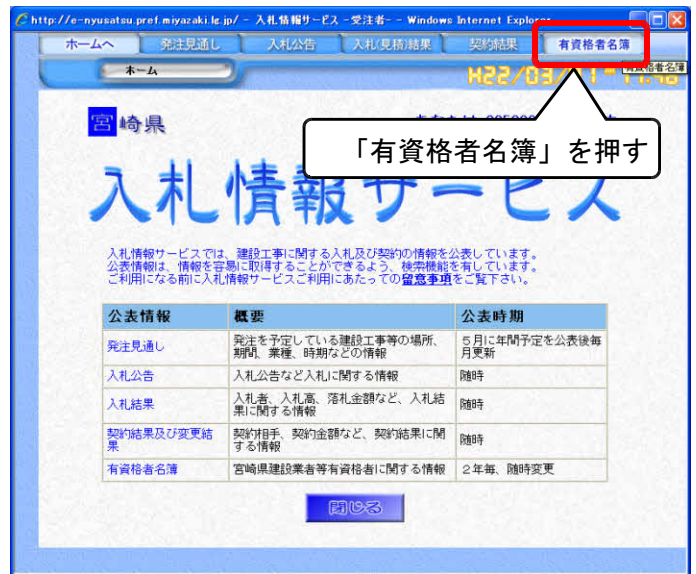 http://e-nyusatsu.pref.miyazaki.lg.jp/ - 入札情報サービス -受注者- - Windows Internet Explorer
ホームへ 発注見通し 入札公告 入札(見積)結果 契約結果 有資格者名簿
ホーム
有資格者名簿
宮崎県
「有資格者名簿」を押す
入札情報サービス
入札情報サービスでは、建設工事に関する入札及び契約の情報を公表しています。
公表情報は、情報を容易に取得することができるよう、検索機能を有しています。
ご利用になる前に入札情報サービスご利用にあたっての留意事項をご覧下さい。
公表情報 概要 公表時期
発注見通し 発注を予定している建設工事等の場所、期間、業種、時期などの情報 5月に年間予定を公表後毎月更新
入札公告 入札公告など入札に関する情報 随時
入札結果 入札者、入札高、落札金額など、入札結果に関する情報 随時
契約結果及び変更結果 契約相手、契約金額など、契約結果に関する情報 随時
有資格者名簿 宮崎県建設業者等有資格者に関する情報 2年毎、随時変更
閉じる